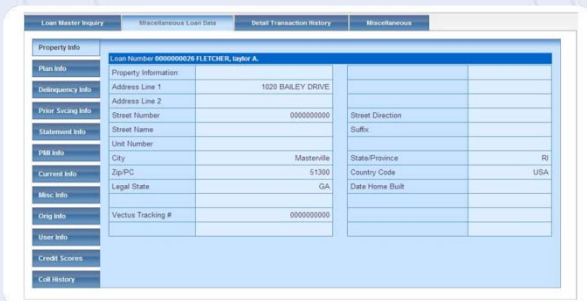 Loan Master Inquiry Miscellaneous Loan Data Detail Transaction History Miscellaneous
Property Info
Plan Info
Delinquency Info
Prior Svcing Info
Statement Info
PMI Info
Current Info
Misc Info
Orig Info
User Info
Credit Scores
Coll History
Loan Number 0000000026 FLETCHER, taylor A.
Property Information:
Address Line 1 1020 BAILEY DRIVE
Address Line 2
Street Number 0000000000 Street Direction
Street Name Suffix
Unit Number
City Masterville State/Province RI
Zip/PC 51300 Country Code USA
Legal State GA Date Home Built
Vectus Tracking # 0000000000